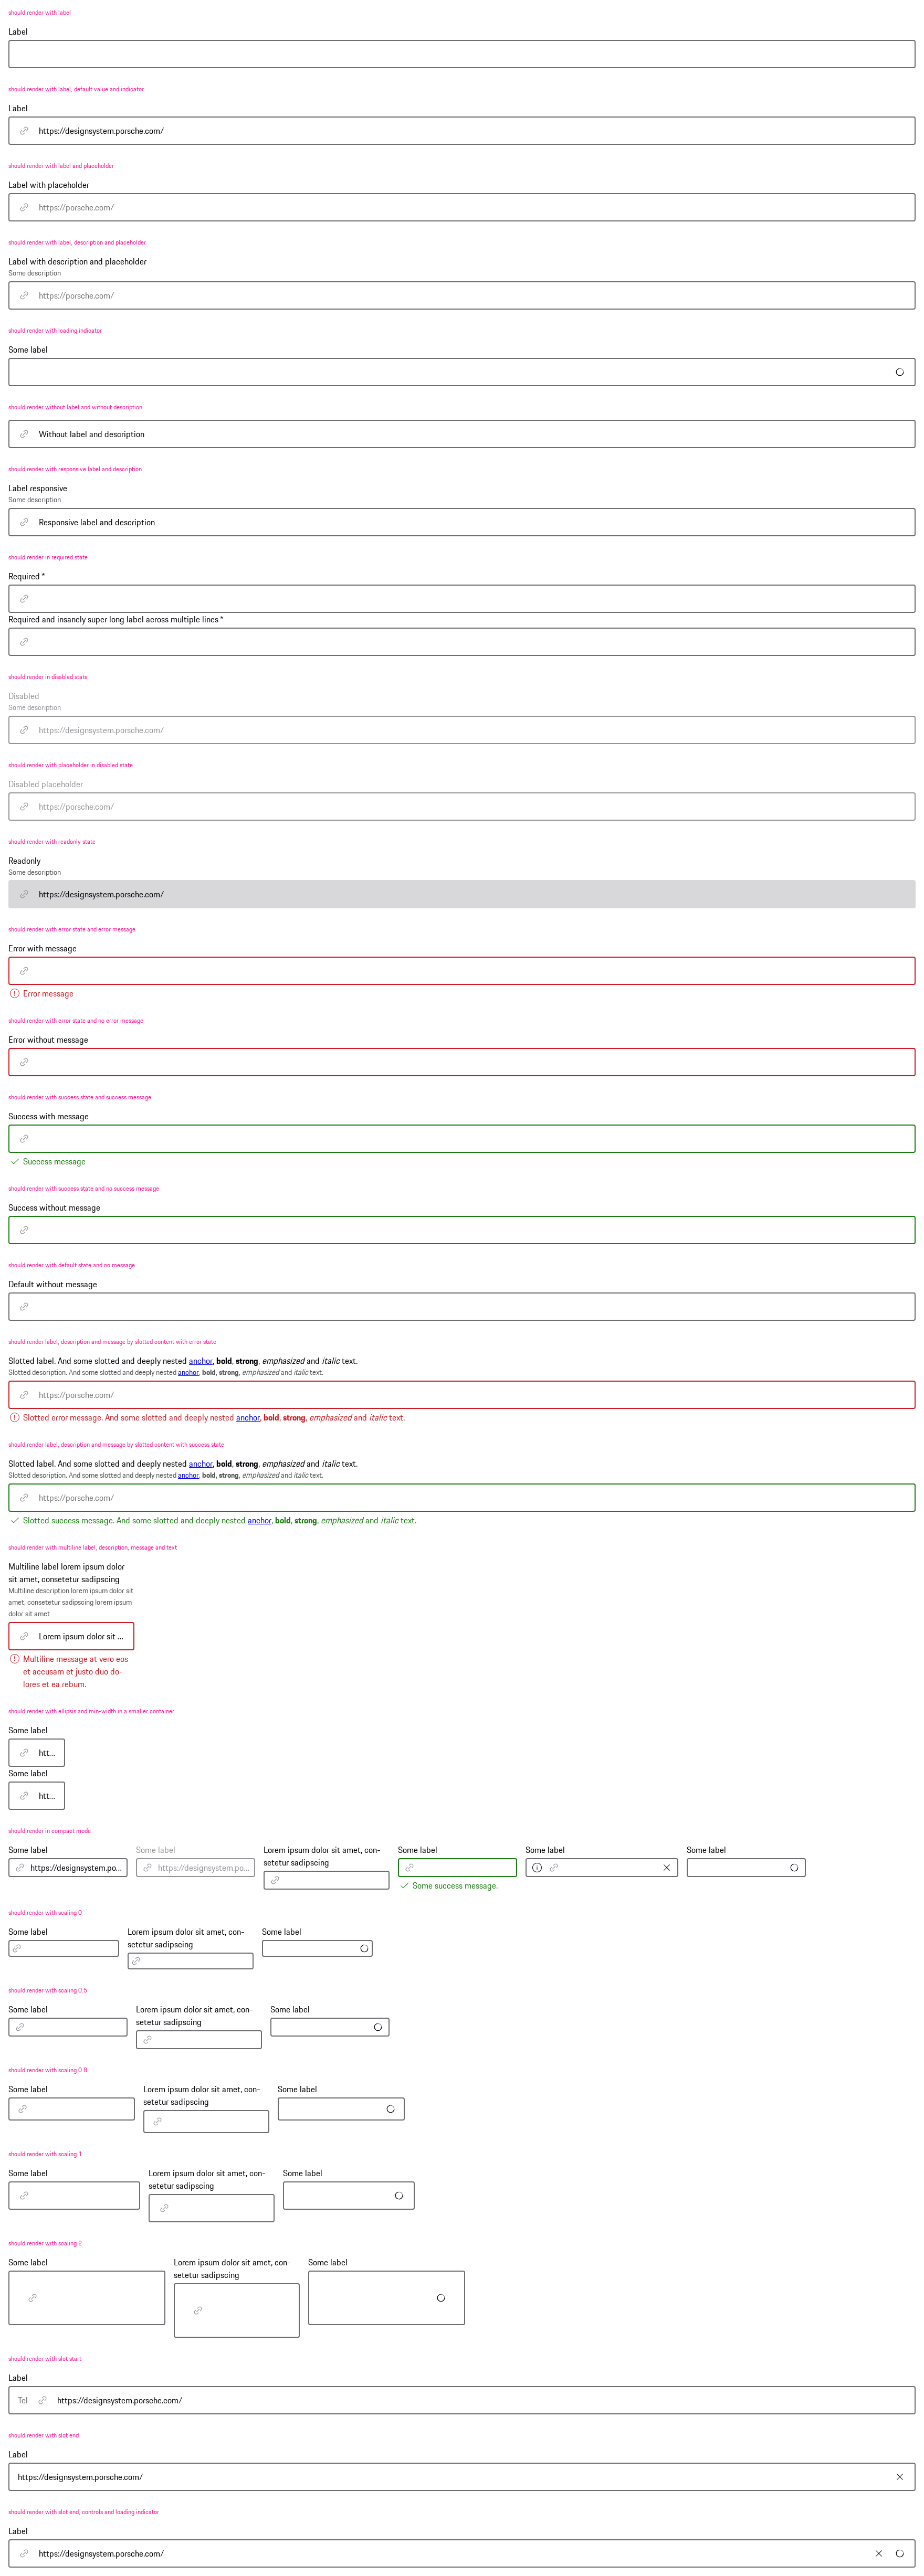 should render with label
Label
should render with label, default value and indicator
Label
https://designsystem.porsche.com/
should render with label and placeholder
Label with placeholder
https://porsche.com/
should render with label, description and placeholder
Label with description and placeholder
Some description
https://porsche.com/
should render with loading indicator
Some label
should render without label and without description
Without label and description
should render with responsive label and description
Label responsive
Some description
Responsive label and description
should render in required state
Required *
Required and insanely super long label across multiple lines *
should render in disabled state
Disabled
Some description
https://designsystem.porsche.com/
should render with placeholder in disabled state
Disabled placeholder
https://porsche.com/
should render with readonly state
Readonly
Some description
https://designsystem.porsche.com/
should render with error state and error message
Error with message
Error message
should render with error state and no error message
Error without message
should render with success state and success message
Success with message
Success message
should render with success state and no success message
Success without message
should render with default state and no message
Default without message
should render label, description and message by slotted content with error state
Slotted label. And some slotted and deeply nested anchor, bold, strong, emphasized and italic text.
Slotted description. And some slotted and deeply nested anchor, bold, strong, emphasized and italic text.
https://porsche.com/
Slotted error message. And some slotted and deeply nested anchor, bold, strong, emphasized and italic text.
should render label, description and message by slotted content with success state
Slotted label. And some slotted and deeply nested anchor, bold, strong, emphasized and italic text.
Slotted description. And some slotted and deeply nested anchor, bold, strong, emphasized and italic text.
https://porsche.com/
Slotted success message. And some slotted and deeply nested anchor, bold, strong, emphasized and italic text.
should render with multiline label, description, message and text
Multiline label lorem ipsum dolor
sit amet, consetetur sadipscing
Multiline description lorem ipsum dolor sit
amet, consetetur sadipscing lorem ipsum
dolor sit amet
Lorem ipsum dolor sit ...
Multiline message at vero eos
et accusam et justo duo do-
lores et ea rebum.
should render with ellipsis and min-width in a smaller container
Some label
htt...
Some label
htt...
should render in compact mode
Some label
https://designsystem.po...
Some label
https://designsystem.po...
Lorem ipsum dolor sit amet, con-
setetur sadipscing
Some label
Some success message.
Some label
Some label
should render with scaling 0
Some label
Lorem ipsum dolor sit amet, con-
setetur sadipscing
Some label
should render with scaling 0.5
Some label
Lorem ipsum dolor sit amet, con-
setetur sadipscing
Some label
should render with scaling 0.8
Some label
Lorem ipsum dolor sit amet, con-
setetur sadipscing
Some label
should render with scaling 1
Some label
Lorem ipsum dolor sit amet, con-
setetur sadipscing
Some label
should render with scaling 2
Some label
Lorem ipsum dolor sit amet, con-
setetur sadipscing
Some label
should render with slot start
Label
Tel https://designsystem.porsche.com/
should render with slot end
Label
https://designsystem.porsche.com/
should render with slot end, controls and loading indicator
Label
https://designsystem.porsche.com/